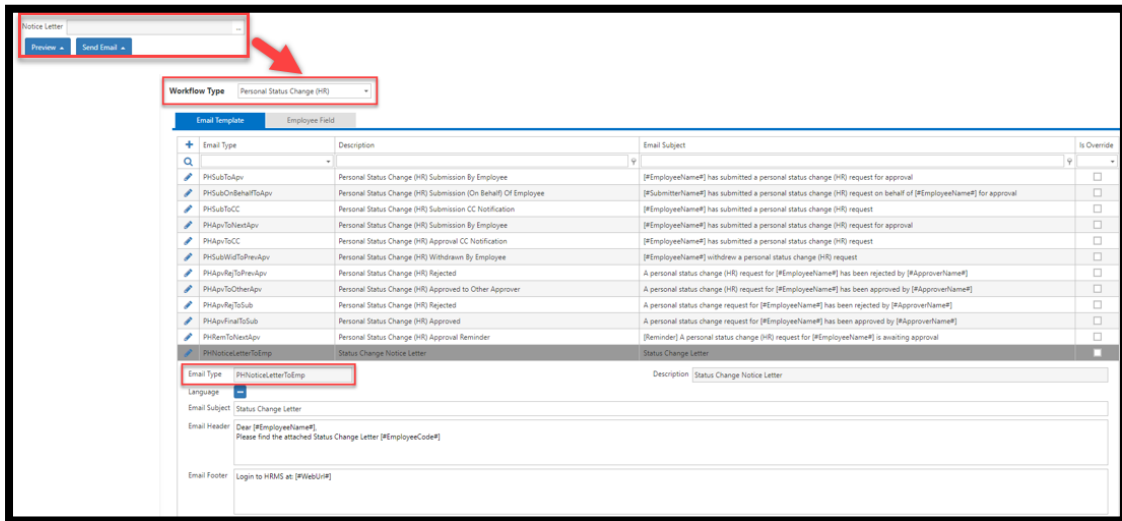 Notice Letter ...
Preview Send Email
Workflow Type Personal Status Change (HR)
Email Template Employee Field
Email Type Description Email Subject Is Override
PHSubToApv Personal Status Change (HR) Submission By Employee [#EmployeeName#] has submitted a personal status change (HR) request for approval
PHSubOnBehalfToApv Personal Status Change (HR) Submission (On Behalf) Of Employee [#SubmitterName#] has submitted a personal status change (HR) request on behalf of [#EmployeeName#] for approval
PHSubToCC Personal Status Change (HR) Submission CC Notification [#EmployeeName#] has submitted a personal status change (HR) request
PHApvToNextApv Personal Status Change (HR) Submission By Employee [#EmployeeName#] has submitted a personal status change (HR) request for approval
PHApvToCC Personal Status Change (HR) Approval CC Notification [#EmployeeName#] has submitted a personal status change (HR) request
PHSubWidToPrevApv Personal Status Change (HR) Withdrawn By Employee [#EmployeeName#] withdrew a personal status change (HR) request
PHApvRejToPrevApv Personal Status Change (HR) Rejected A personal status change (HR) request for [#EmployeeName#] has been rejected by [#ApproverName#]
PHApvToOtherApv Personal Status Change (HR) Approved to Other Approver A personal status change (HR) request for [#EmployeeName#] has been approved by [#ApproverName#]
PHApvRejToSub Personal Status Change (HR) Rejected A personal status change request for [#EmployeeName#] has been rejected by [#ApproverName#]
PHApvFinalToSub Personal Status Change (HR) Approved A personal status change request for [#EmployeeName#] has been approved by [#ApproverName#]
PHRemToNextApv Personal Status Change (HR) Approval Reminder [Reminder] A personal status change (HR) request for [#EmployeeName#] is awaiting approval
PHNoticeLetterToEmp Status Change Notice Letter Status Change Letter
Email Type PHNoticeLetterToEmp Description Status Change Notice Letter
Language
Email Subject Status Change Letter
Email Header Dear [#EmployeeName#],
Please find the attached Status Change Letter [#EmployeeCode#]
Email Footer Login to HRMS at: [#WebUrl#]